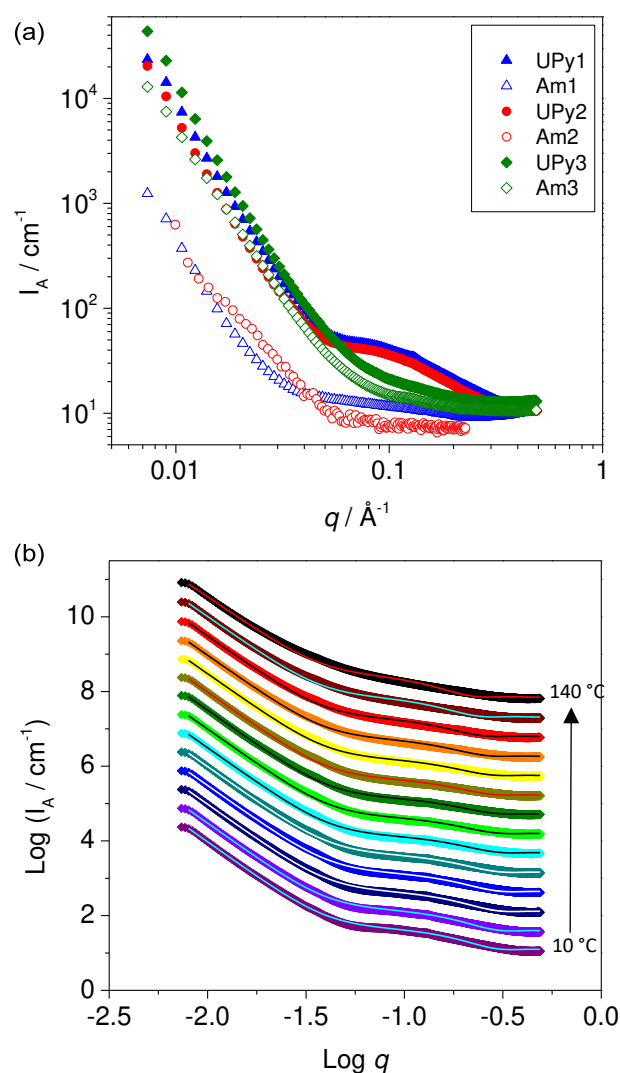 (a)
10⁴
10³
10²
10¹
I_A / cm⁻¹
UPy1
Am1
UPy2
Am2
UPy3
Am3
0.01
0.1
1
q / Å⁻¹
(b)
10
8
6
4
2
0
Log (I_A / cm⁻¹)
140 °C
10 °C
-2.5
-2.0
-1.5
-1.0
-0.5
0.0
Log q